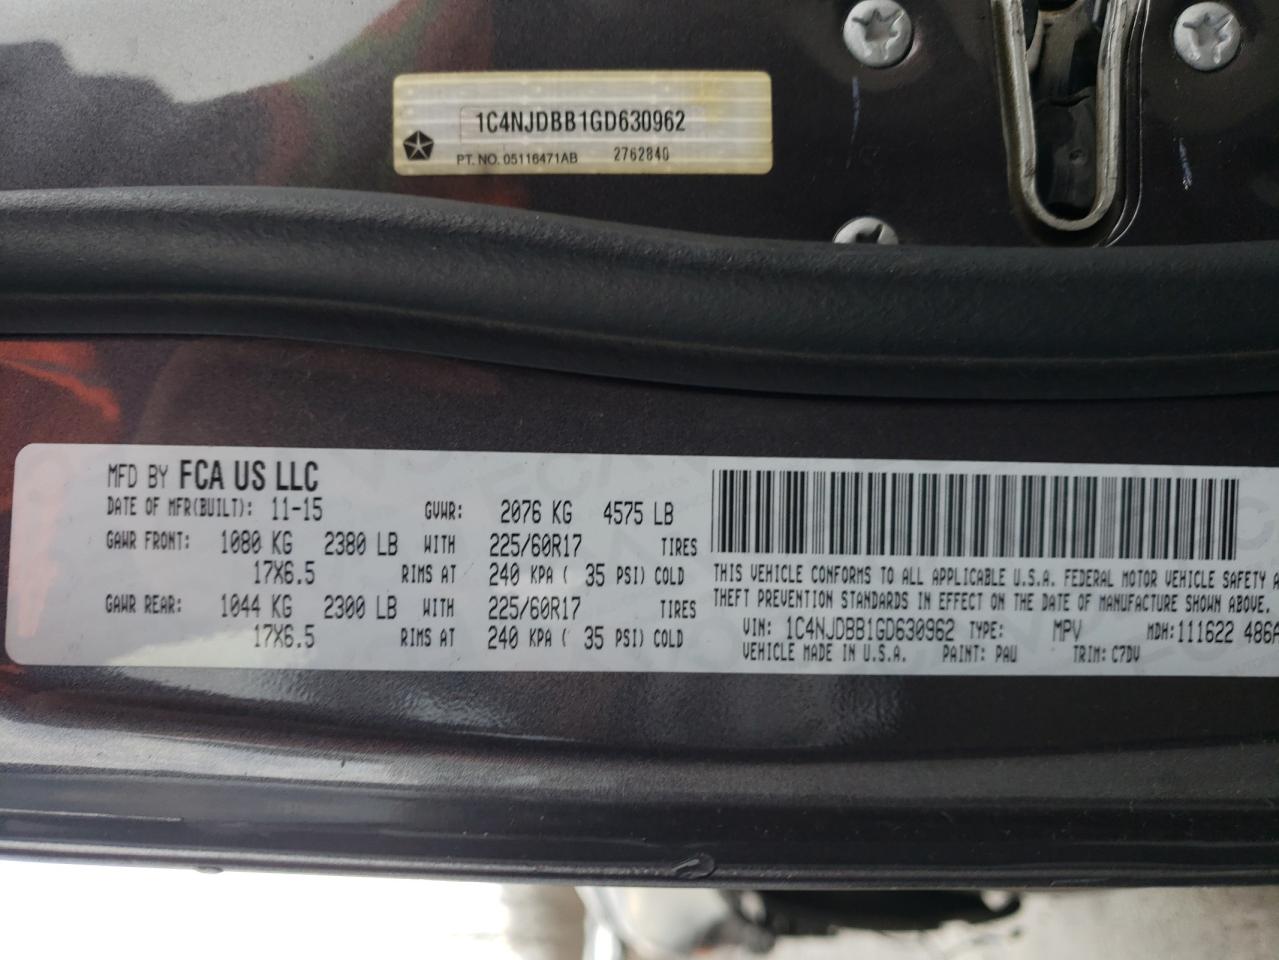 1C4NJDBB1GD630962
PT. NO. 05116471AB 2762840
MFD BY FCA US LLC
DATE OF MFR(BUILT): 11-15 GVWR: 2076 KG 4575 LB
GAWR FRONT: 1080 KG 2380 LB WITH 225/60R17 TIRES
17X6.5 RIMS AT 240 KPA ( 35 PSI) COLD
GAWR REAR: 1044 KG 2300 LB WITH 225/60R17 TIRES
17X6.5 RIMS AT 240 KPA ( 35 PSI) COLD
THIS VEHICLE CONFORMS TO ALL APPLICABLE U.S.A. FEDERAL MOTOR VEHICLE SAFETY A
THEFT PREVENTION STANDARDS IN EFFECT ON THE DATE OF MANUFACTURE SHOWN ABOVE.
VIN: 1C4NJDBB1GD630962 TYPE: MPV MDH: 111622 486A
VEHICLE MADE IN U.S.A. PAINT: PAU TRIM: C7DV